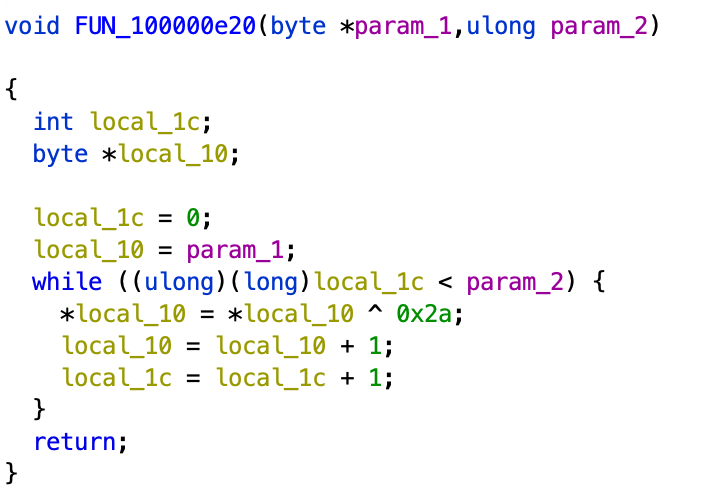 void FUN_100000e20(byte *param_1,ulong param_2)
{
int local_1c;
byte *local_10;
local_1c = 0;
local_10 = param_1;
while ((ulong)(long)local_1c < param_2) {
*local_10 = *local_10 ^ 0x2a;
local_10 = local_10 + 1;
local_1c = local_1c + 1;
}
return;
}